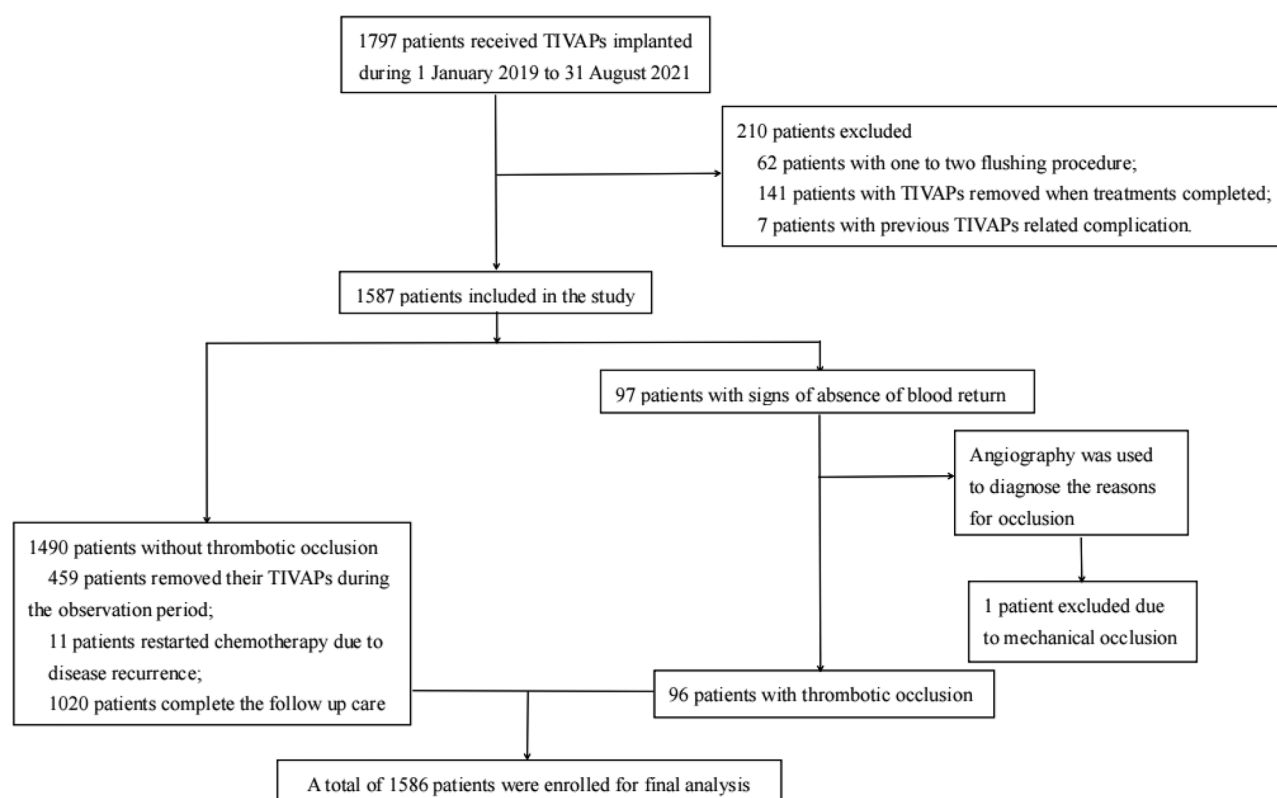 1797 patients received TIVAPs implanted
during 1 January 2019 to 31 August 2021
210 patients excluded
62 patients with one to two flushing procedure;
141 patients with TIVAPs removed when treatments completed;
7 patients with previous TIVAPs related complication.
1587 patients included in the study
97 patients with signs of absence of blood return
Angiography was used
to diagnose the reasons
for occlusion
1490 patients without thrombotic occlusion
459 patients removed their TIVAPs during
the observation period;
11 patients restarted chemotherapy due to
disease recurrence;
1020 patients complete the follow up care
1 patient excluded due
to mechanical occlusion
96 patients with thrombotic occlusion
A total of 1586 patients were enrolled for final analysis